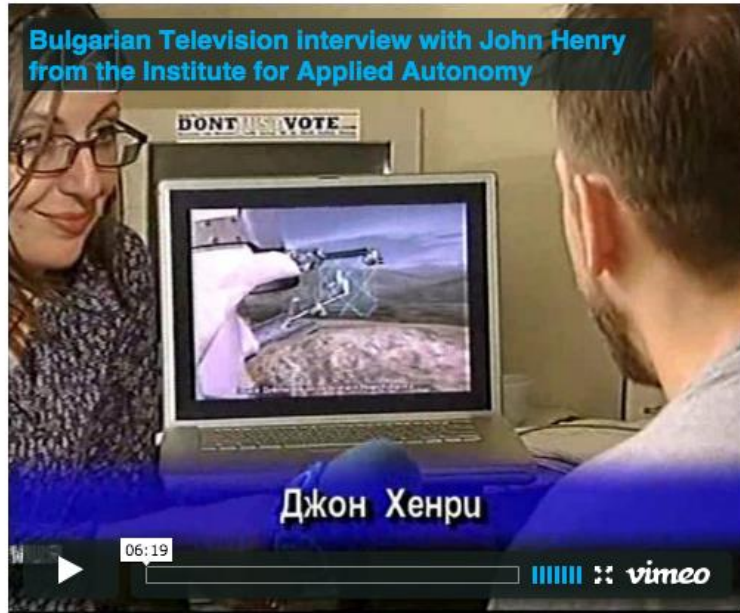 Bulgarian Television interview with John Henry
from the Institute for Applied Autonomy
DONT JUST VOTE
Джон Хенри
06:19
vimeo